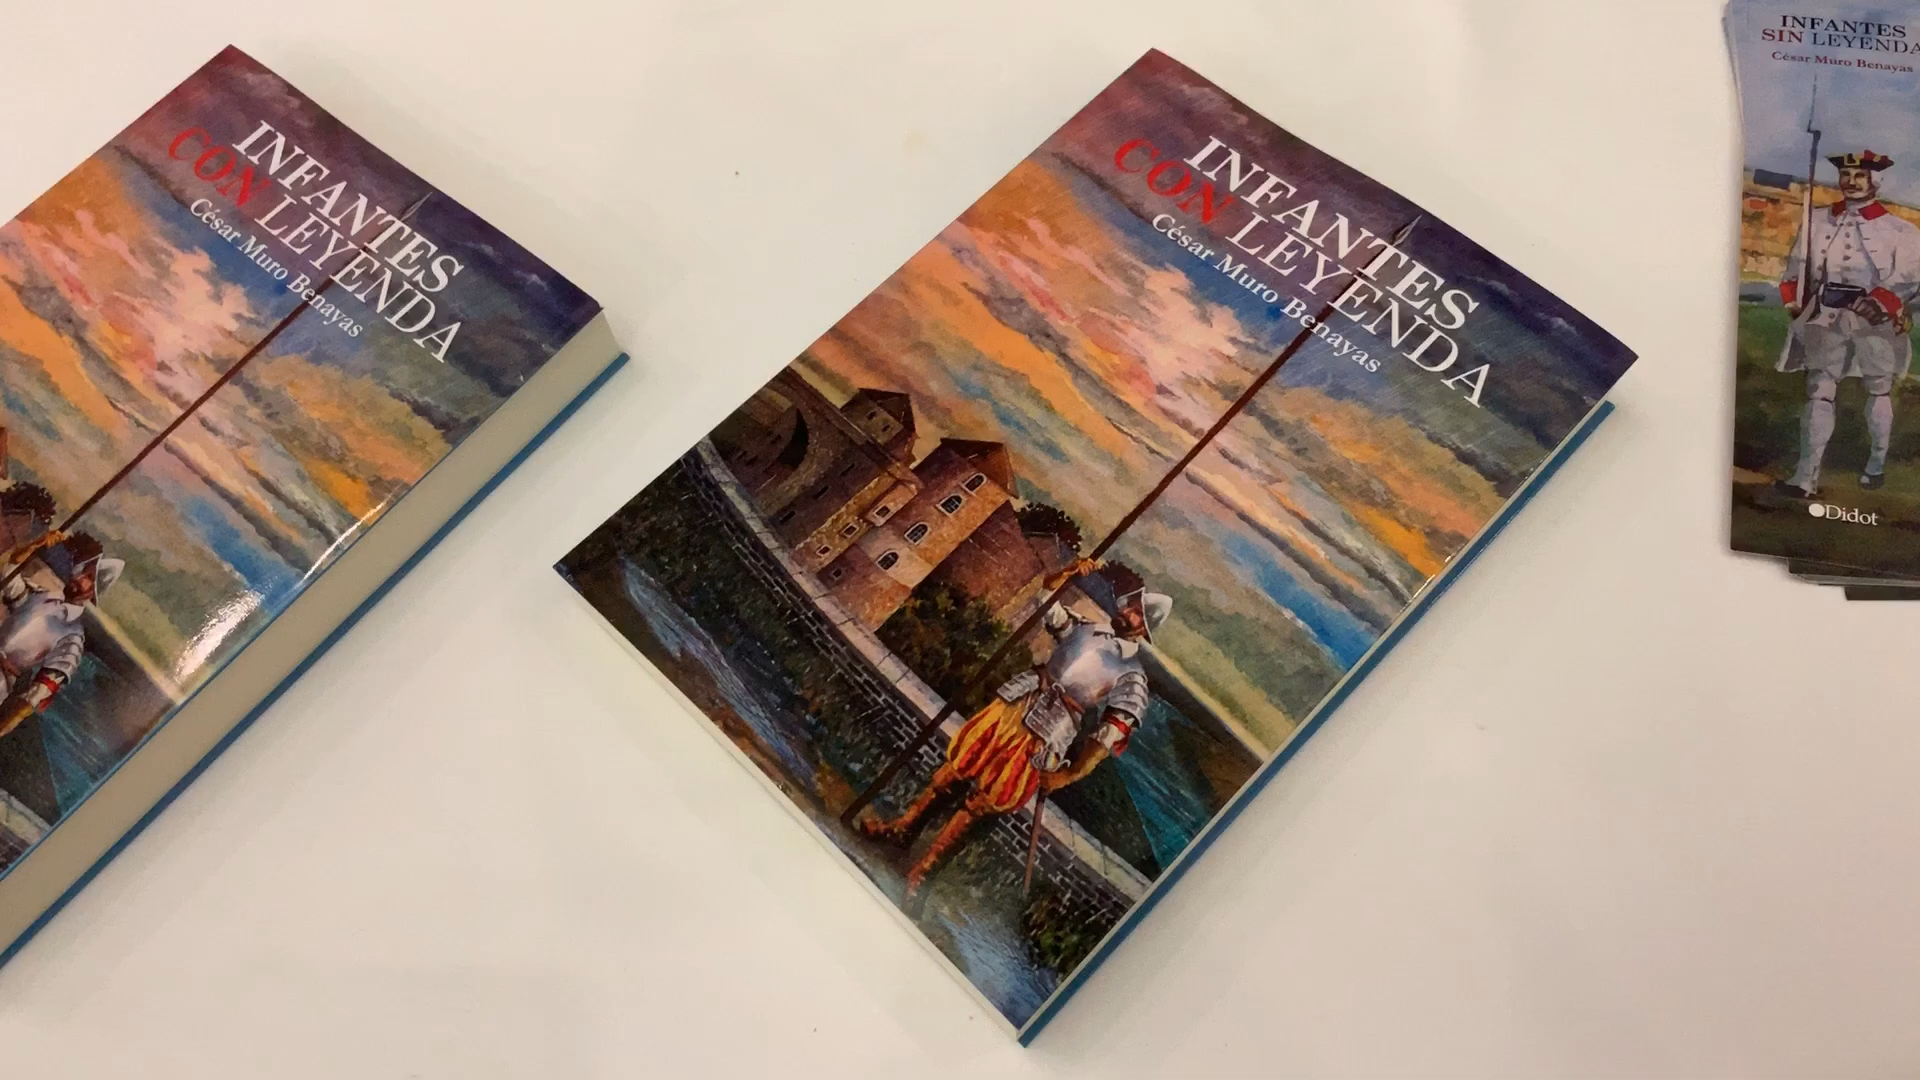 INFANTES
CON LEYENDA
César Muro Benayas
INFANTES
CON LEYENDA
César Muro Benayas
INFANTES
SIN LEYENDA
César Muro Benayas
Didot